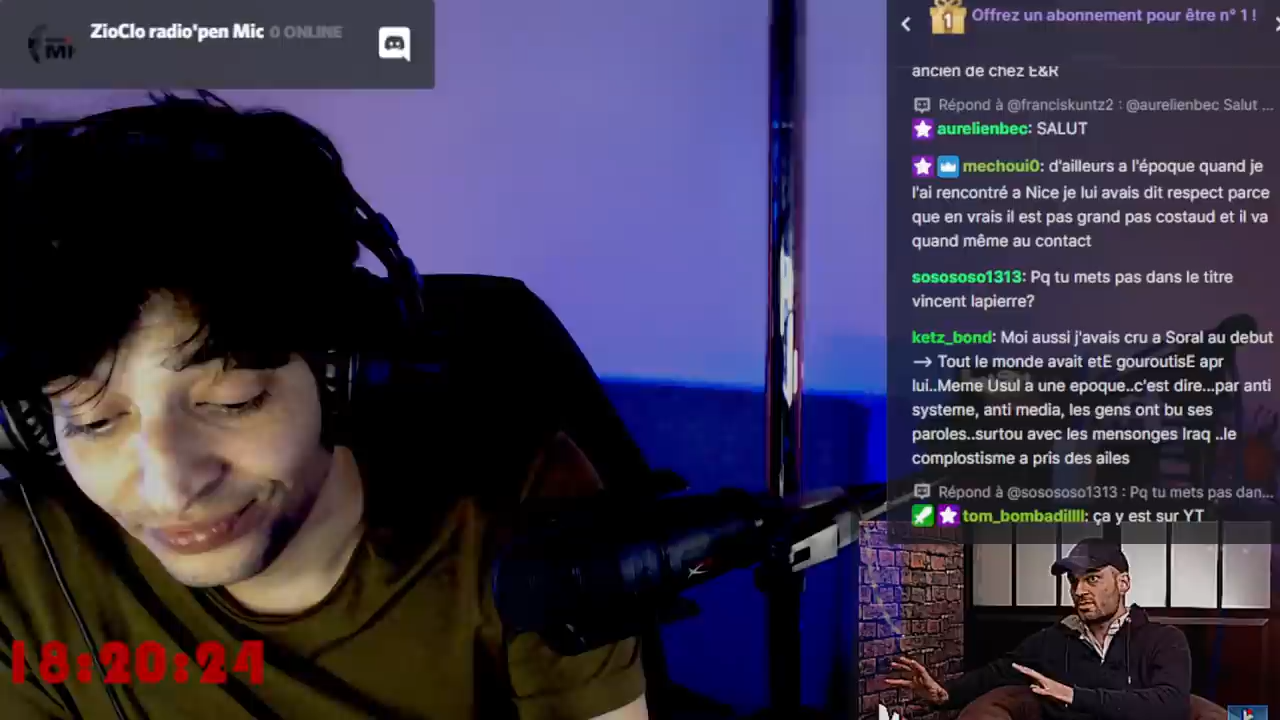 ZioClo radio'pen Mic 0 ONLINE
MI
Offrez un abonnement pour être n° 1 !
1
ancien de chez E&R
Répond à @franciskuntz2 : @aurelienbec Salut ...
aurelienbec: SALUT
mechoui0: d'ailleurs a l'époque quand je
l'ai rencontré a Nice je lui avais dit respect parce
que en vrais il est pas grand pas costaud et il va
quand même au contact
sosososo1313: Pq tu mets pas dans le titre
vincent lapierre?
ketz_bond: Moi aussi j'avais cru a Soral au debut
—> Tout le monde avait etE gouroutisE apr
lui..Meme Usul a une epoque..c'est dire...par anti
systeme, anti media, les gens ont bu ses
paroles..surtou avec les mensonges Iraq ..le
complostisme a pris des ailes
Répond à @sosososo1313 : Pq tu mets pas dan...
tom_bombadillll: ça y est sur YT
18:20:24